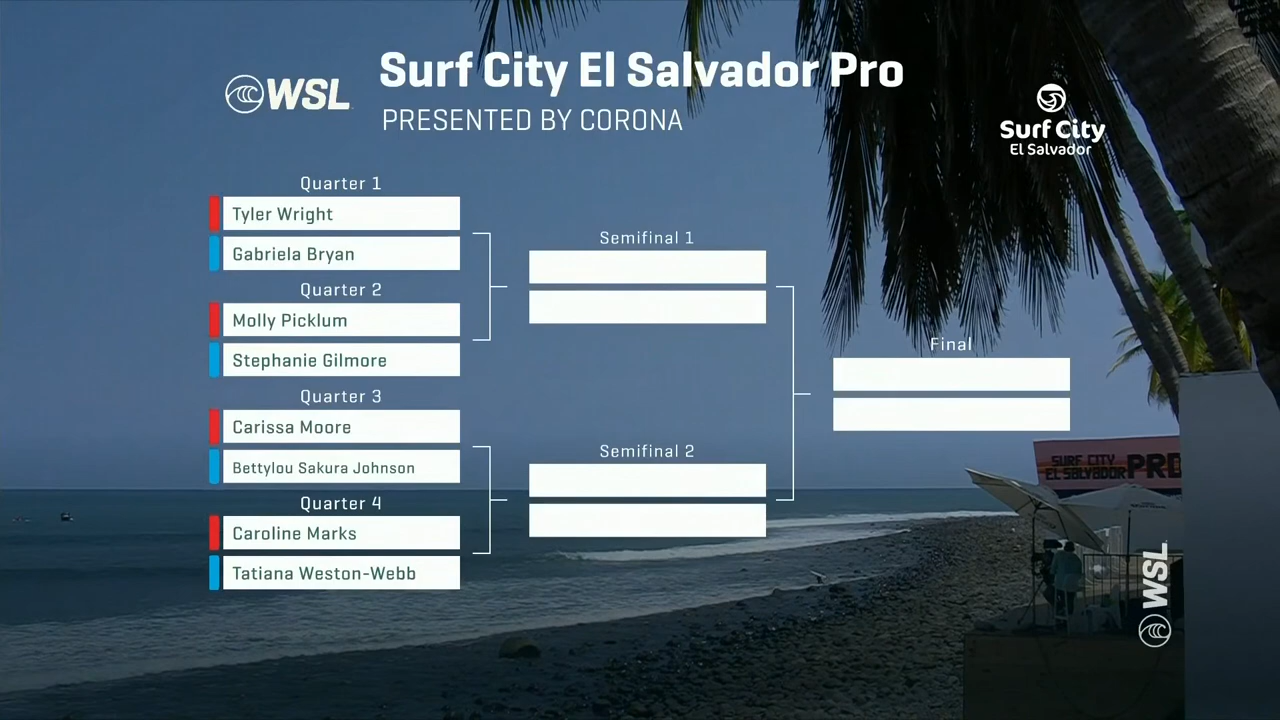 WSL
Surf City El Salvador Pro
PRESENTED BY CORONA
Surf City
El Salvador
Quarter 1
Tyler Wright
Gabriela Bryan
Quarter 2
Molly Picklum
Stephanie Gilmore
Quarter 3
Carissa Moore
Bettylou Sakura Johnson
Quarter 4
Caroline Marks
Tatiana Weston-Webb
Semifinal 1
Semifinal 2
Final
SURF CITY
EL SALVADOR PRO
WSL